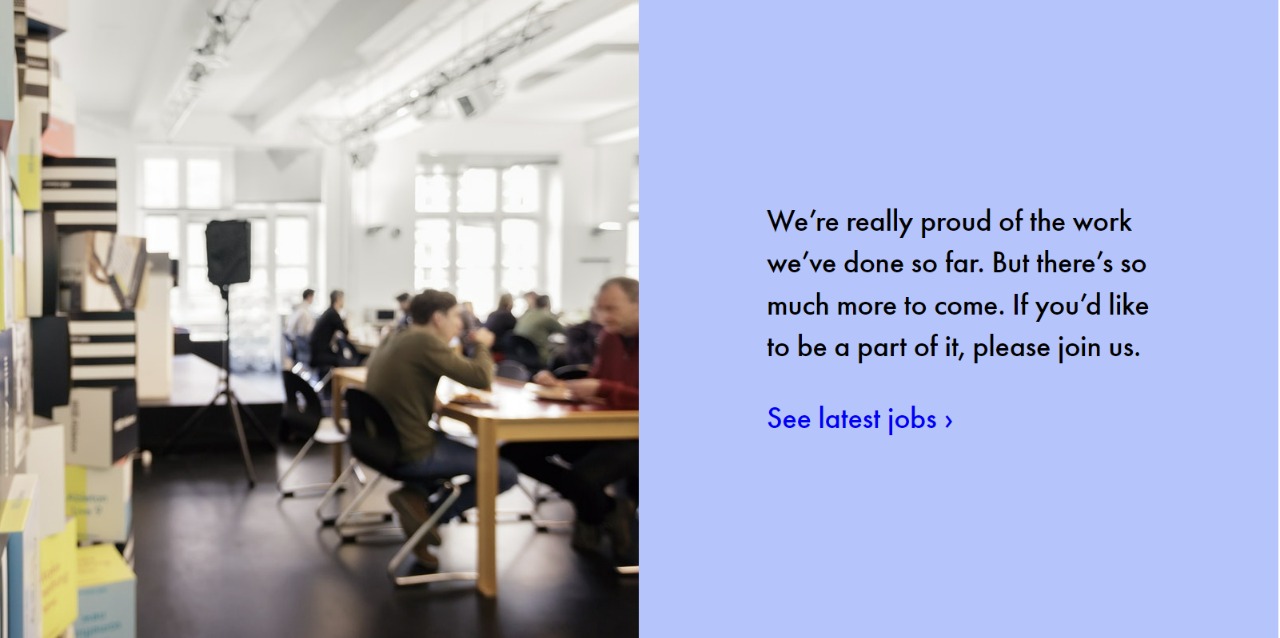 We’re really proud of the work
we’ve done so far. But there’s so
much more to come. If you’d like
to be a part of it, please join us.
See latest jobs ›